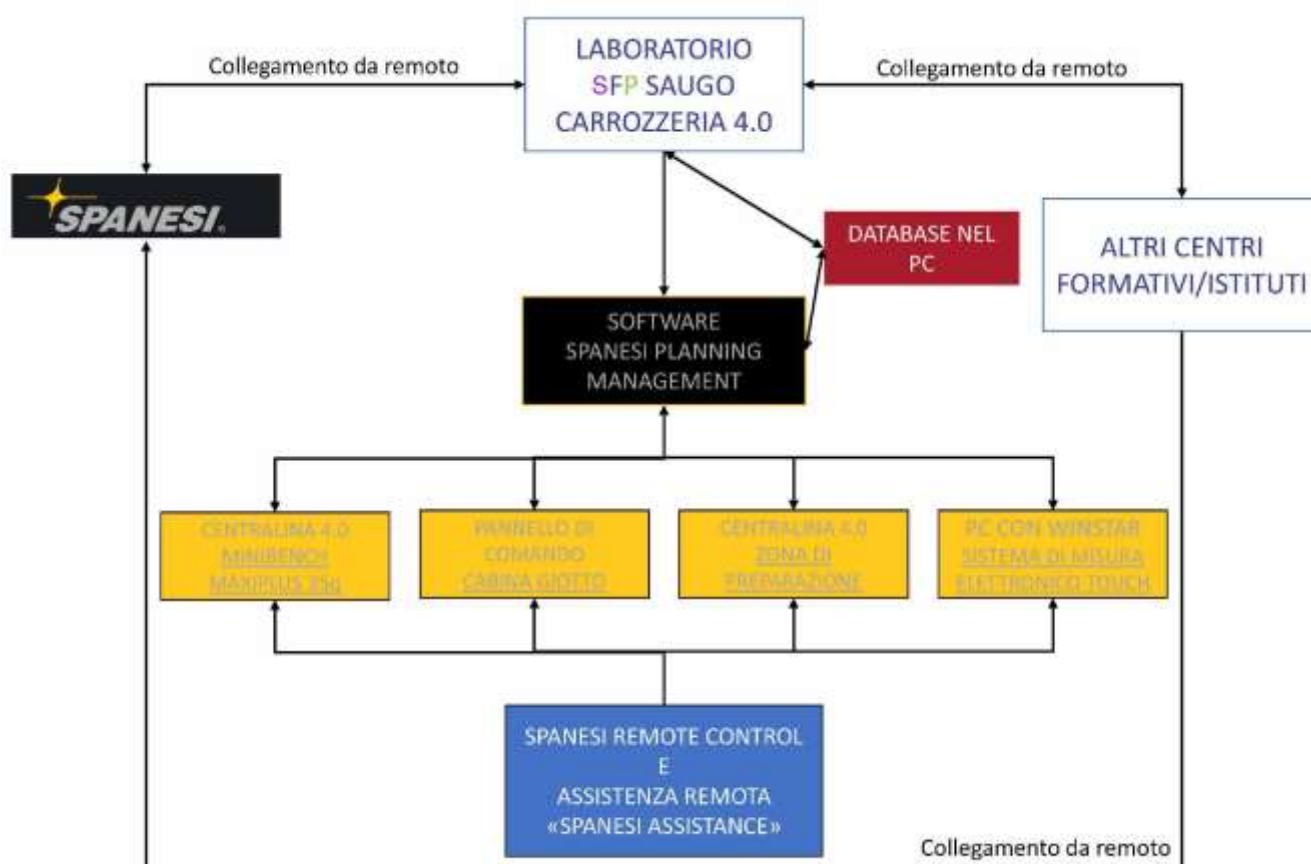 Collegamento da remoto
LABORATORIO
SFP SAUGO
CARROZZERIA 4.0
Collegamento da remoto
SPANESI
DATABASE NEL
PC
ALTRI CENTRI
FORMATIVI/ISTITUTI
SOFTWARE
SPANESI PLANNING
MANAGEMENT
CENTRALINA 4.0
MINIBENCH
MAXIPLUS 35q
PANNELLO DI
COMANDO
CABINA GIOTTO
CENTRALINA 4.0
ZONA DI
PREPARAZIONE
PC CON WINSTAR
SISTEMA DI MISURA
ELETTRONICO TOUCH
SPANESI REMOTE CONTROL
E
ASSISTENZA REMOTA
«SPANESI ASSISTANCE»
Collegamento da remoto